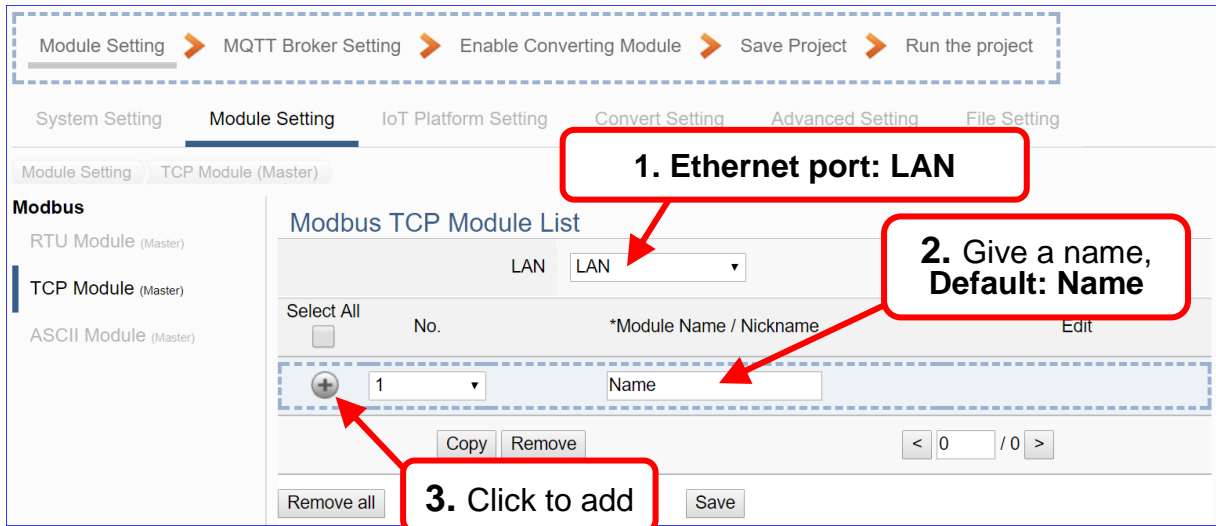 Module Setting MQTT Broker Setting Enable Converting Module Save Project Run the project
System Setting Module Setting IoT Platform Setting Convert Setting Advanced Setting File Setting
Module Setting TCP Module (Master)
1. Ethernet port: LAN
Modbus
RTU Module (Master)
TCP Module (Master)
ASCII Module (Master)
Modbus TCP Module List
LAN LAN
2. Give a name,
Default: Name
Select All No. *Module Name / Nickname Edit
1 Name
Copy Remove < 0 / 0 >
Remove all Save
3. Click to add